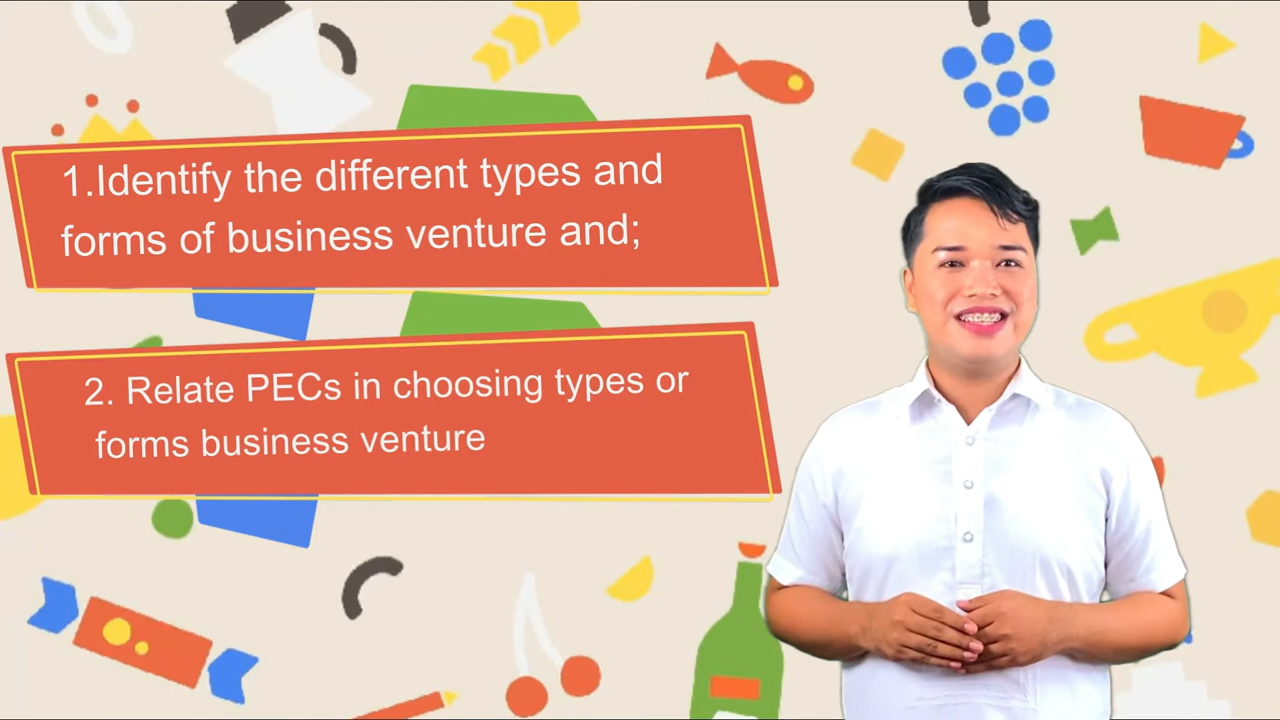 1.Identify the different types and
forms of business venture and;
2. Relate PECs in choosing types or
forms business venture